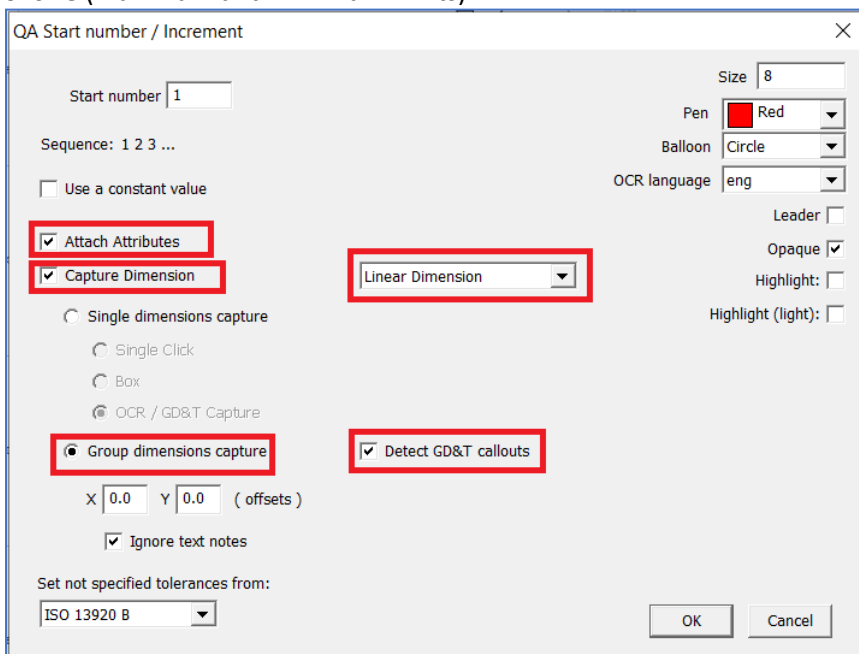 QA Start number / Increment
Size 8
Start number 1
Pen Red
Sequence: 1 2 3 ...
Balloon Circle
Use a constant value
OCR language eng
Leader
Attach Attributes
Opaque
Capture Dimension
Linear Dimension
Highlight:
Single dimensions capture
Highlight (light):
Single Click
Box
OCR / GD&T Capture
Group dimensions capture
Detect GD&T callouts
X 0.0 Y 0.0 ( offsets )
Ignore text notes
Set not specified tolerances from:
ISO 13920 B
OK Cancel